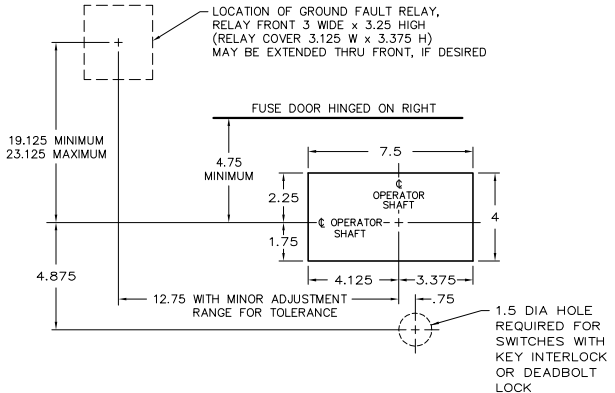 LOCATION OF GROUND FAULT RELAY,
RELAY FRONT 3 WIDE x 3.25 HIGH
(RELAY COVER 3.125 W x 3.375 H)
MAY BE EXTENDED THRU FRONT, IF DESIRED
FUSE DOOR HINGED ON RIGHT
19.125 MINIMUM
23.125 MAXIMUM
4.75
MINIMUM
7.5
2.25
℄
OPERATOR
SHAFT
4
℄ OPERATOR
SHAFT
1.75
4.875
4.125
3.375
12.75 WITH MINOR ADJUSTMENT
RANGE FOR TOLERANCE
.75
1.5 DIA HOLE
REQUIRED FOR
SWITCHES WITH
KEY INTERLOCK
OR DEADBOLT
LOCK